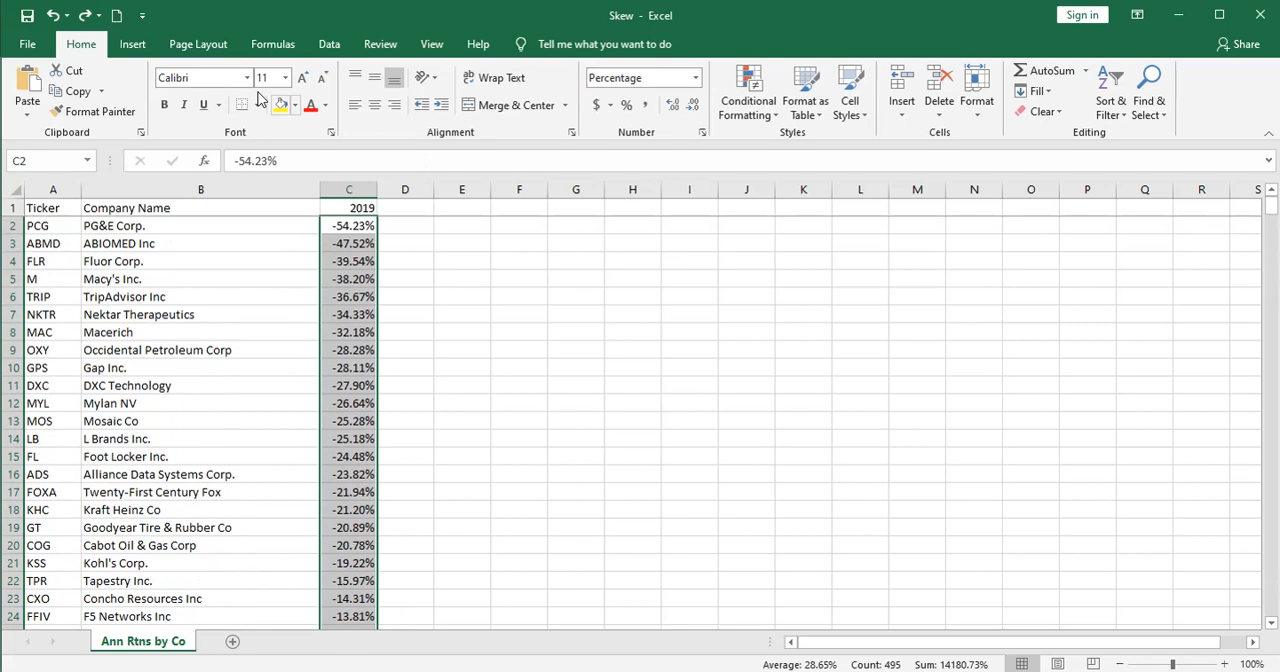 Skew - Excel
Sign in
File Home Insert Page Layout Formulas Data Review View Help Tell me what you want to do Share
Paste
Cut
Copy
Format Painter
Clipboard
Calibri 11
B I U A
Font
Wrap Text
Merge & Center
Alignment
Percentage
$ % ,
Number
Conditional Formatting
Format as Table
Cell Styles
Styles
Insert Delete Format
Cells
AutoSum
Fill
Clear
Sort & Filter
Find & Select
Editing
C2 fx -54.23%
A B C D E F G H I J K L M N O P Q R S
1 Ticker Company Name 2019
2 PCG PG&E Corp. -54.23%
3 ABMD ABIOMED Inc -47.52%
4 FLR Fluor Corp. -39.54%
5 M Macy's Inc. -38.20%
6 TRIP TripAdvisor Inc -36.67%
7 NKTR Nektar Therapeutics -34.33%
8 MAC Macerich -32.18%
9 OXY Occidental Petroleum Corp -28.28%
10 GPS Gap Inc. -28.11%
11 DXC DXC Technology -27.90%
12 MYL Mylan NV -26.64%
13 MOS Mosaic Co -25.28%
14 LB L Brands Inc. -25.18%
15 FL Foot Locker Inc. -24.48%
16 ADS Alliance Data Systems Corp. -23.82%
17 FOXA Twenty-First Century Fox -21.94%
18 KHC Kraft Heinz Co -21.20%
19 GT Goodyear Tire & Rubber Co -20.89%
20 COG Cabot Oil & Gas Corp -20.78%
21 KSS Kohl's Corp. -19.22%
22 TPR Tapestry Inc. -15.97%
23 CXO Concho Resources Inc -14.31%
24 FFIV F5 Networks Inc -13.81%
Ann Rtns by Co
Average: 28.65% Count: 495 Sum: 14180.73% 100%